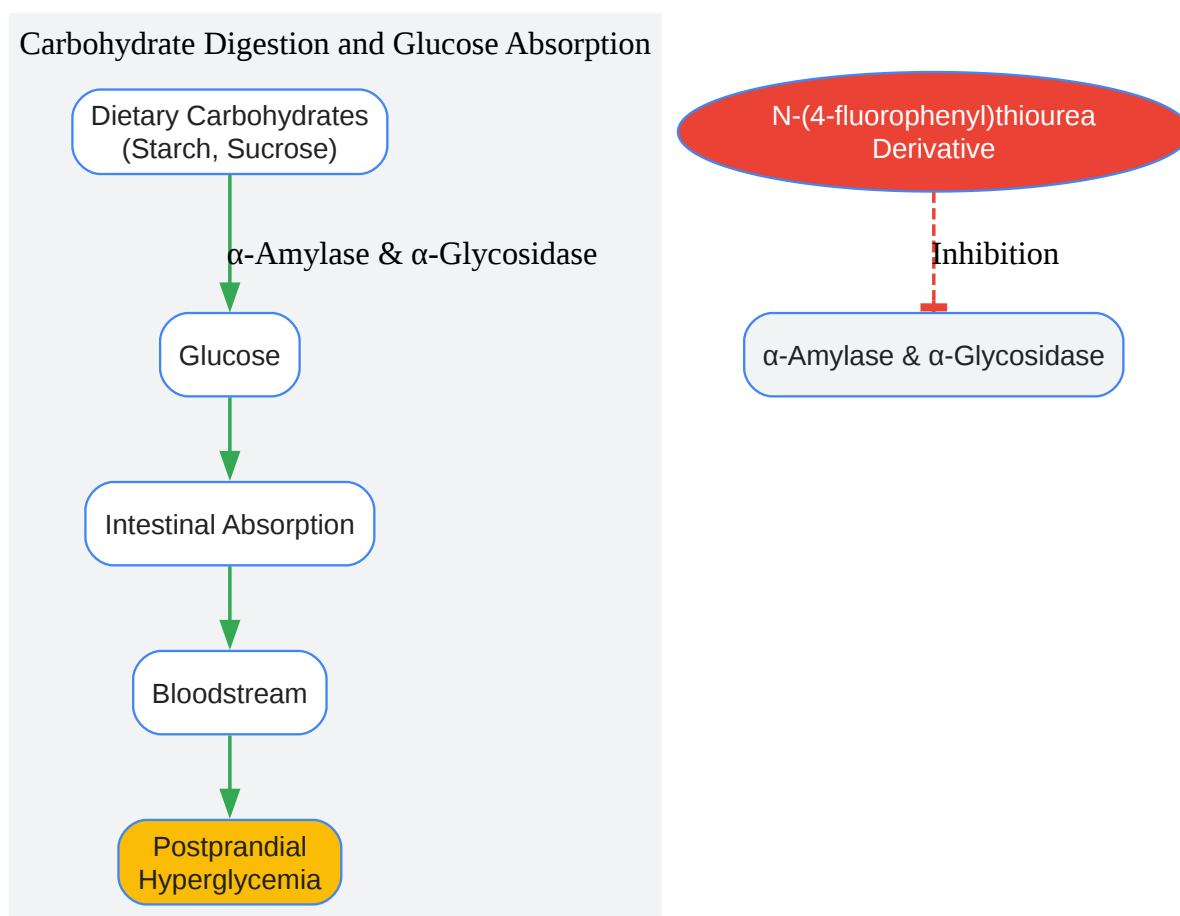 Carbohydrate Digestion and Glucose Absorption
Dietary Carbohydrates
(Starch, Sucrose)
α-Amylase & α-Glycosidase
Glucose
Intestinal Absorption
Bloodstream
Postprandial
Hyperglycemia
N-(4-fluorophenyl)thiourea
Derivative
Inhibition
α-Amylase & α-Glycosidase